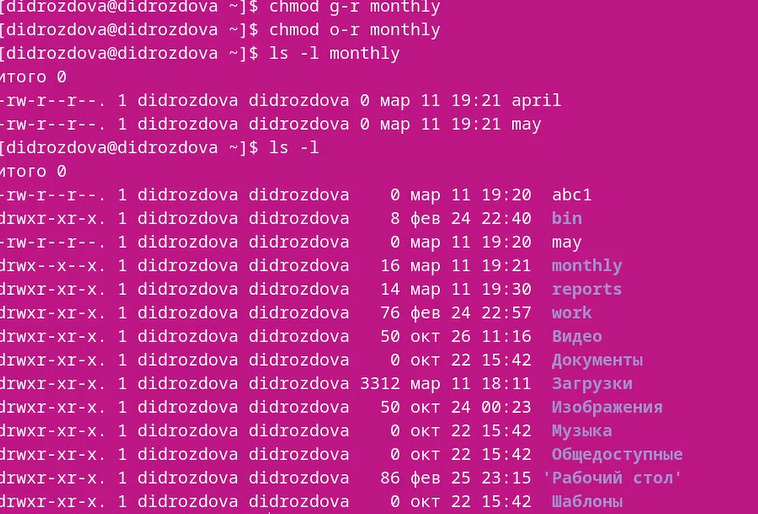 [didrozdova@didrozdova ~]$ chmod g-r monthly
[didrozdova@didrozdova ~]$ chmod o-r monthly
[didrozdova@didrozdova ~]$ ls -l monthly
итого 0
-rw-r--r--. 1 didrozdova didrozdova 0 мар 11 19:21 april
-rw-r--r--. 1 didrozdova didrozdova 0 мар 11 19:21 may
[didrozdova@didrozdova ~]$ ls -l
итого 0
-rw-r--r--. 1 didrozdova didrozdova    0 мар 11 19:20  abc1
drwxr-xr-x. 1 didrozdova didrozdova    8 фев 24 22:40  bin
-rw-r--r--. 1 didrozdova didrozdova    0 мар 11 19:20  may
drwx--x--x. 1 didrozdova didrozdova   16 мар 11 19:21  monthly
drwxr-xr-x. 1 didrozdova didrozdova   14 мар 11 19:30  reports
drwxr-xr-x. 1 didrozdova didrozdova   76 фев 24 22:57  work
drwxr-xr-x. 1 didrozdova didrozdova   50 окт 26 11:16  Видео
drwxr-xr-x. 1 didrozdova didrozdova    0 окт 22 15:42  Документы
drwxr-xr-x. 1 didrozdova didrozdova 3312 мар 11 18:11  Загрузки
drwxr-xr-x. 1 didrozdova didrozdova   50 окт 24 00:23  Изображения
drwxr-xr-x. 1 didrozdova didrozdova    0 окт 22 15:42  Музыка
drwxr-xr-x. 1 didrozdova didrozdova    0 окт 22 15:42  Общедоступные
drwxr-xr-x. 1 didrozdova didrozdova   86 фев 25 23:15 'Рабочий стол'
drwxr-xr-x. 1 didrozdova didrozdova    0 окт 22 15:42  Шаблоны